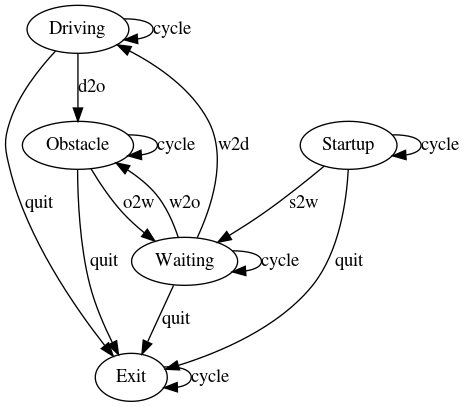 Driving
cycle
d2o
Obstacle
cycle
w2d
Startup
cycle
quit
o2w
w2o
s2w
quit
Waiting
cycle
quit
quit
Exit
cycle